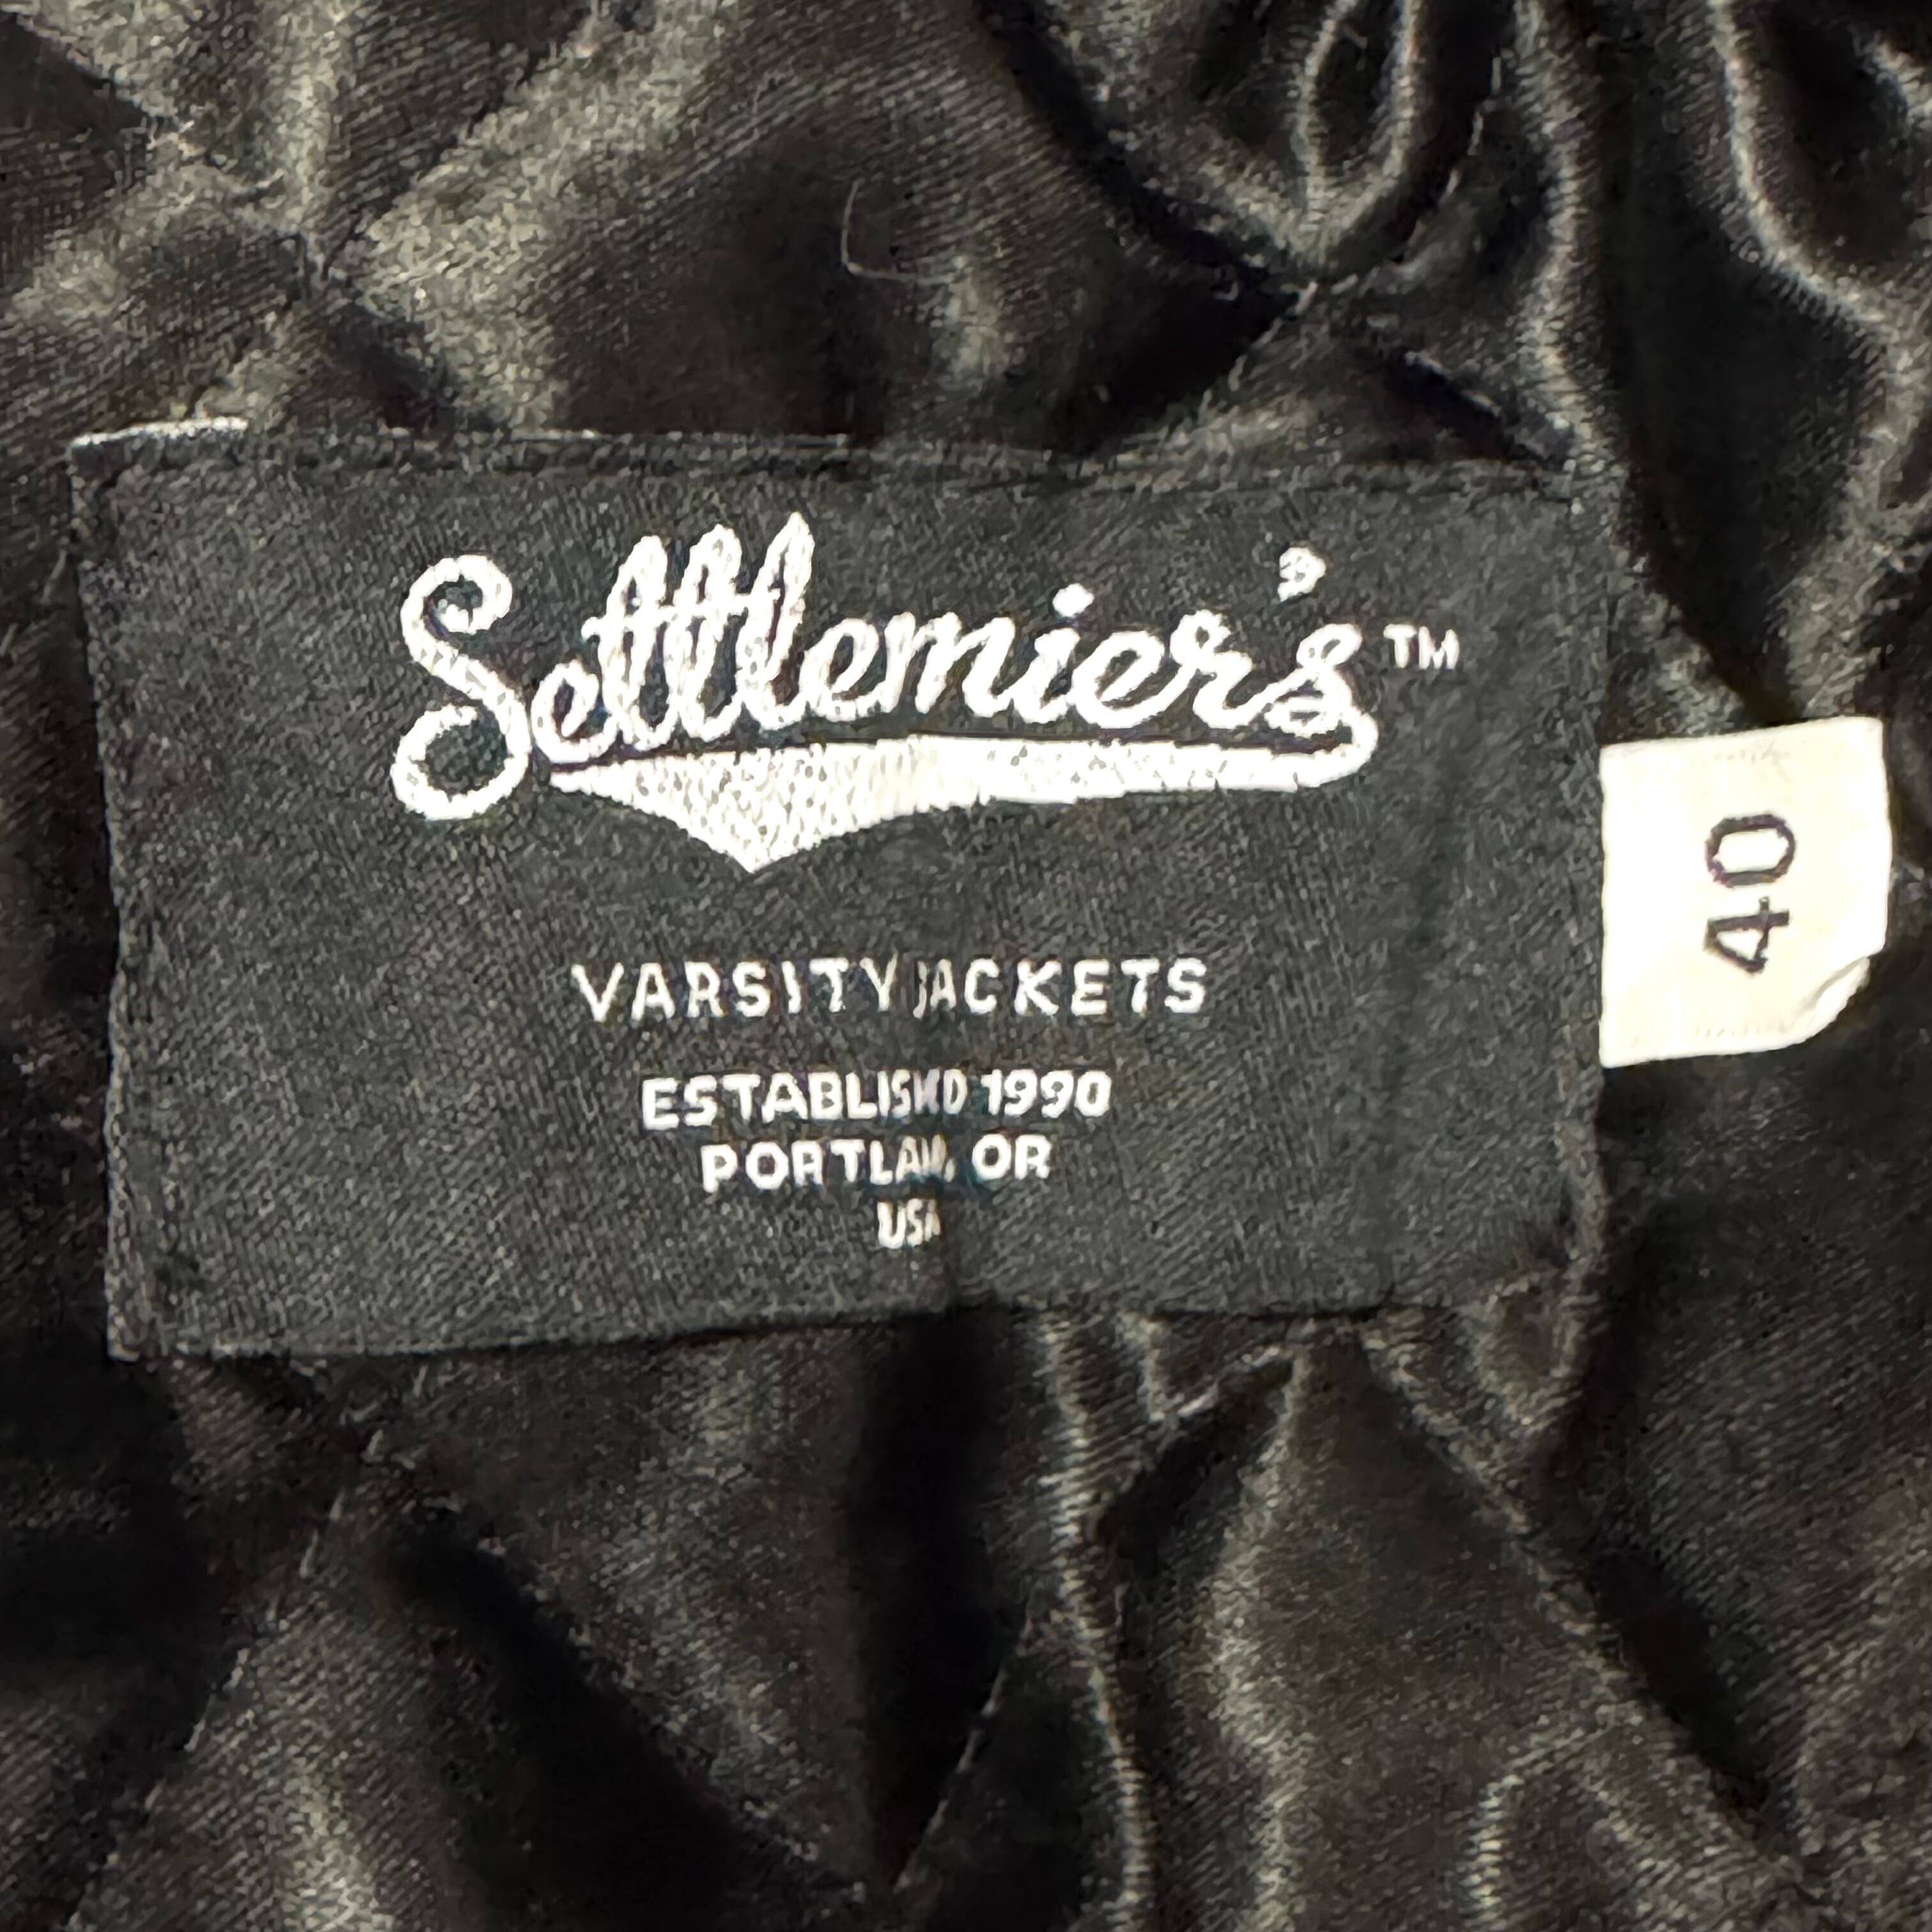 Settlemier's™
VARSITY JACKETS
ESTABLISHD 1990
PORTLAND, OR
USA
40